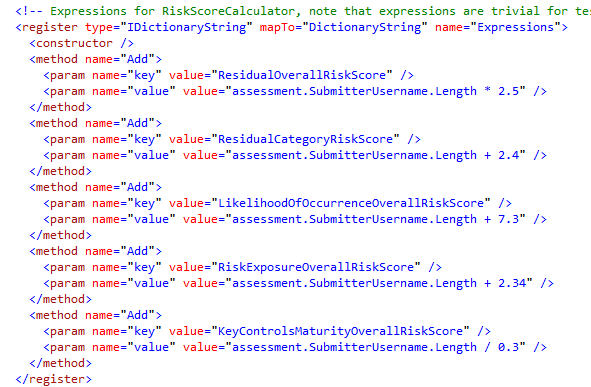 <!-- Expressions for RiskScoreCalculator, note that expressions are trivial for te
<register type="IDictionaryString" mapTo="DictionaryString" name="Expressions">
<constructor />
<method name="Add">
<param name="key" value="ResidualOverallRiskScore" />
<param name="value" value="assessment.SubmitterUsername.Length * 2.5" />
</method>
<method name="Add">
<param name="key" value="ResidualCategoryRiskScore" />
<param name="value" value="assessment.SubmitterUsername.Length + 2.4" />
</method>
<method name="Add">
<param name="key" value="LikelihoodOfOccurrenceOverallRiskScore" />
<param name="value" value="assessment.SubmitterUsername.Length + 7.3" />
</method>
<method name="Add">
<param name="key" value="RiskExposureOverallRiskScore" />
<param name="value" value="assessment.SubmitterUsername.Length + 2.34" />
</method>
<method name="Add">
<param name="key" value="KeyControlsMaturityOverallRiskScore" />
<param name="value" value="assessment.SubmitterUsername.Length / 0.3" />
</method>
</register>